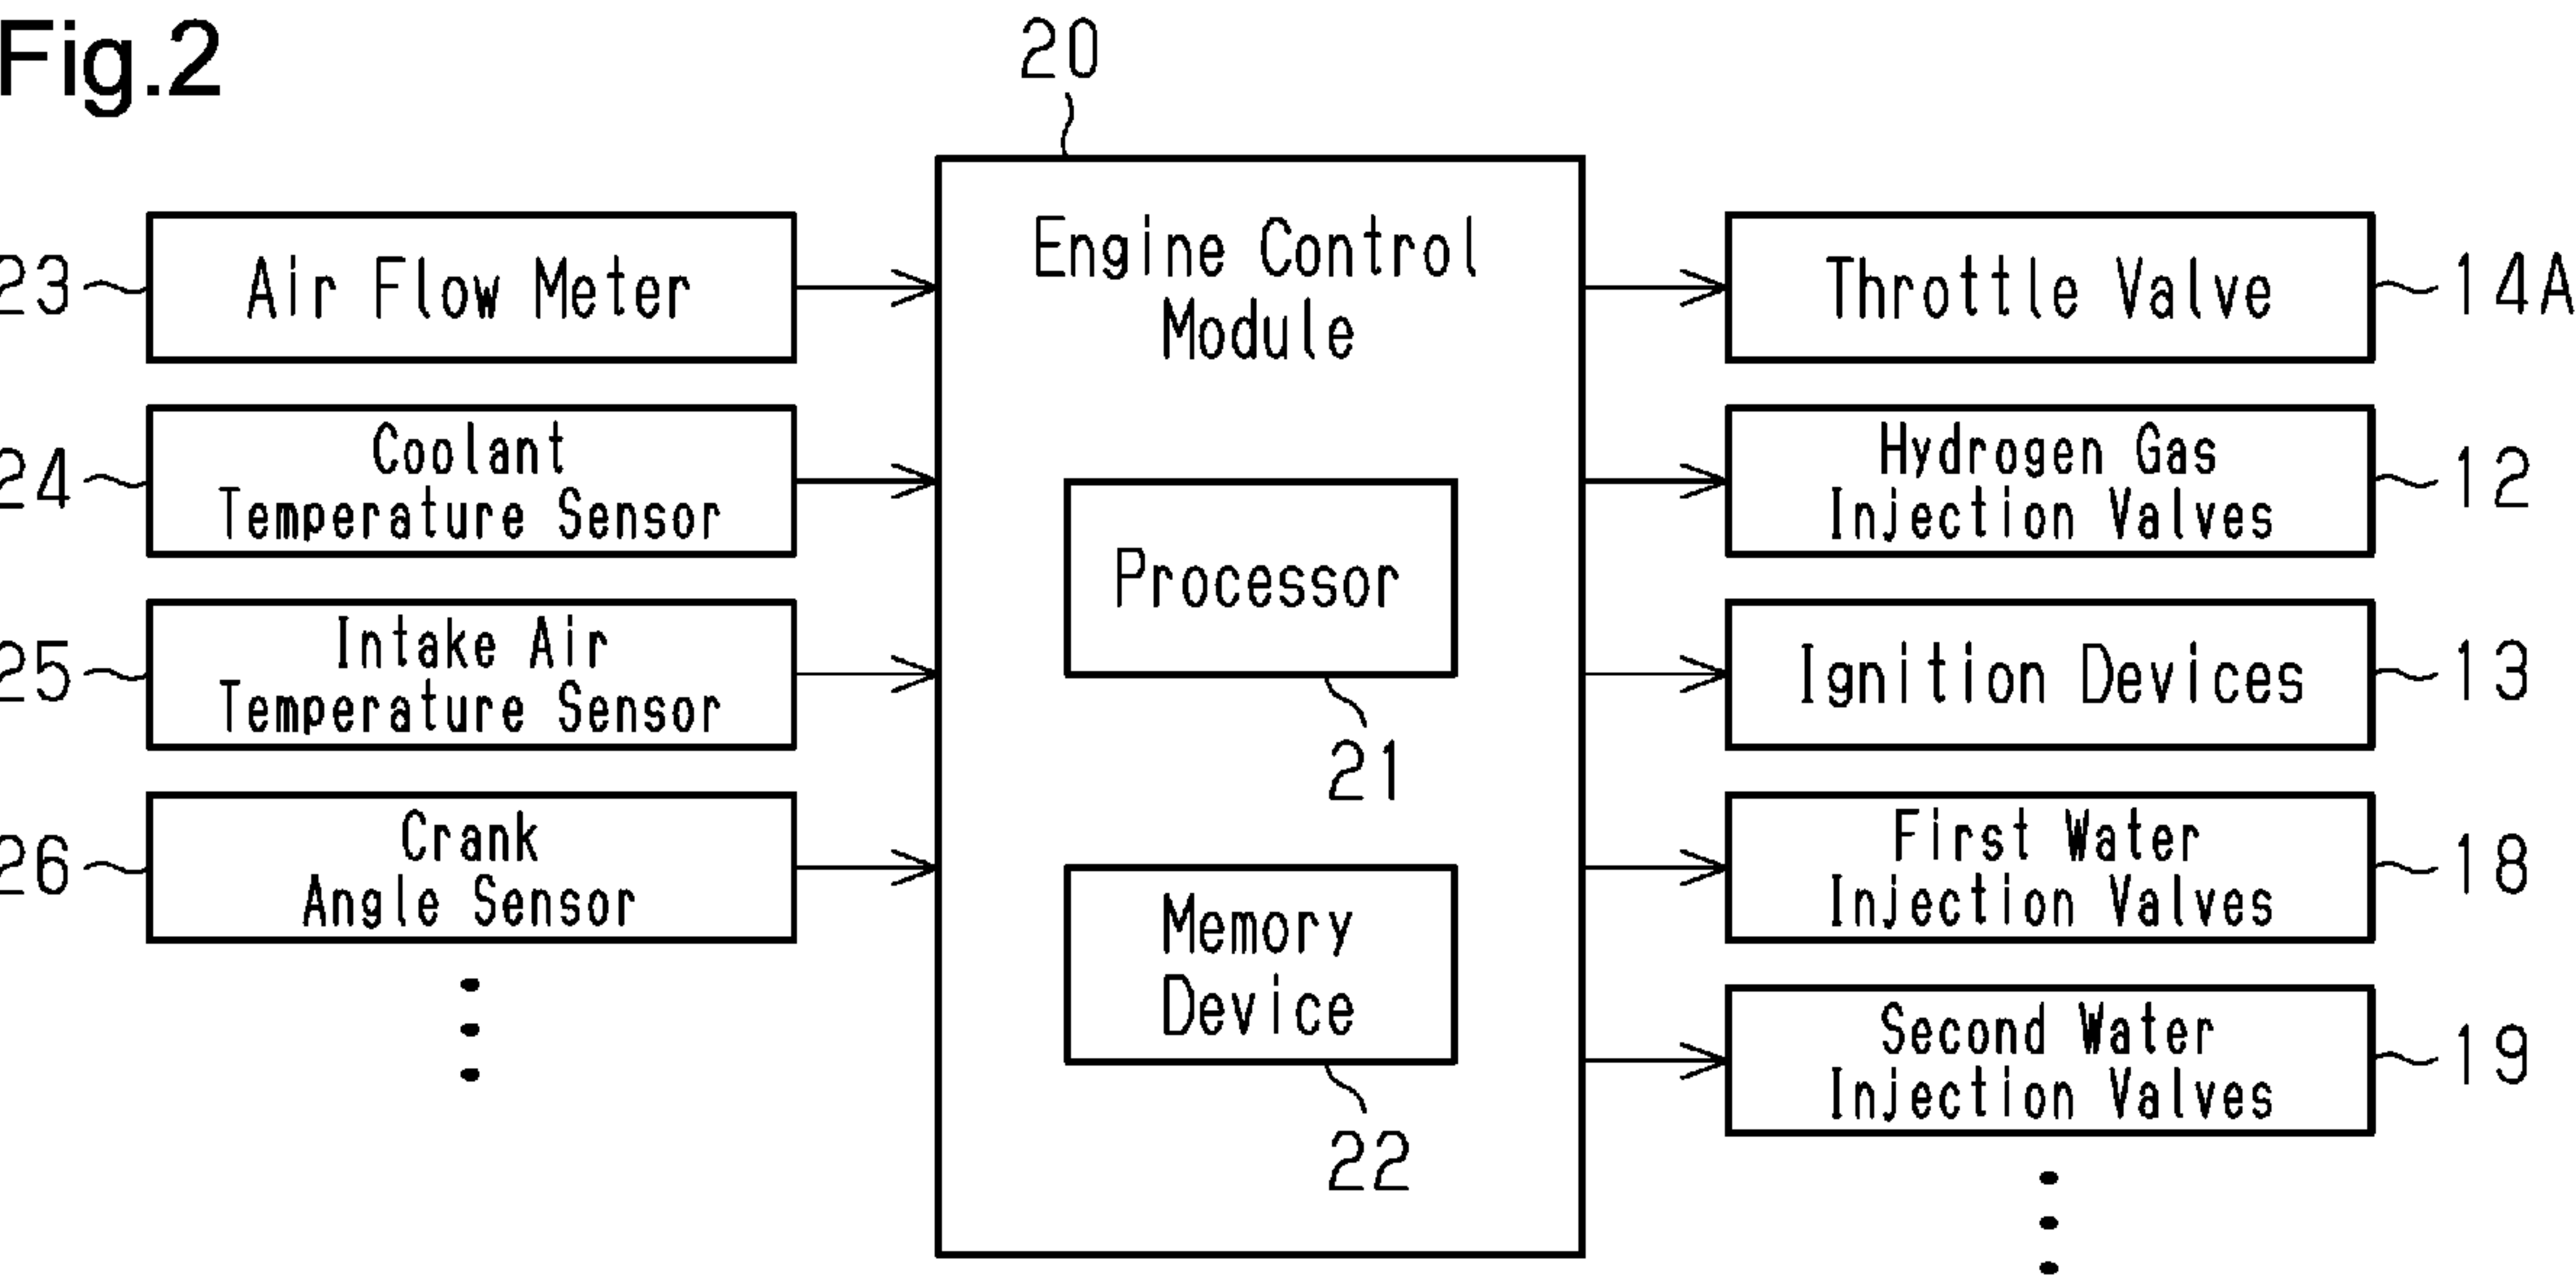 Fig.2
20
Engine Control
Module
23
Air Flow Meter
24
Coolant
Temperature Sensor
25
Intake Air
Temperature Sensor
26
Crank
Angle Sensor
Processor
21
Memory
Device
22
Throttle Valve
14A
Hydrogen Gas
Injection Valves
12
Ignition Devices
13
First Water
Injection Valves
18
Second Water
Injection Valves
19